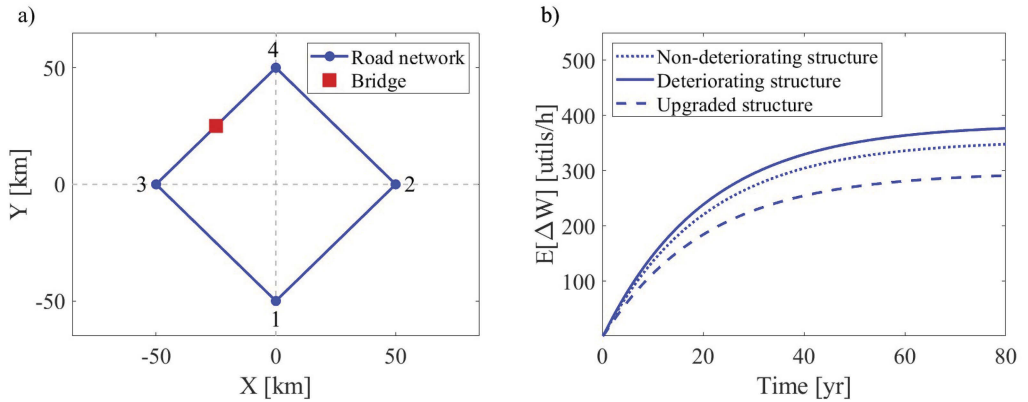 a)
4
Road network
Bridge
50
0
-50
3
2
1
-50
0
50
X [km]
Y [km]
b)
Non-deteriorating structure
Deteriorating structure
Upgraded structure
500
400
300
200
100
0
20
40
60
80
Time [yr]
E[ΔW] [utils/h]